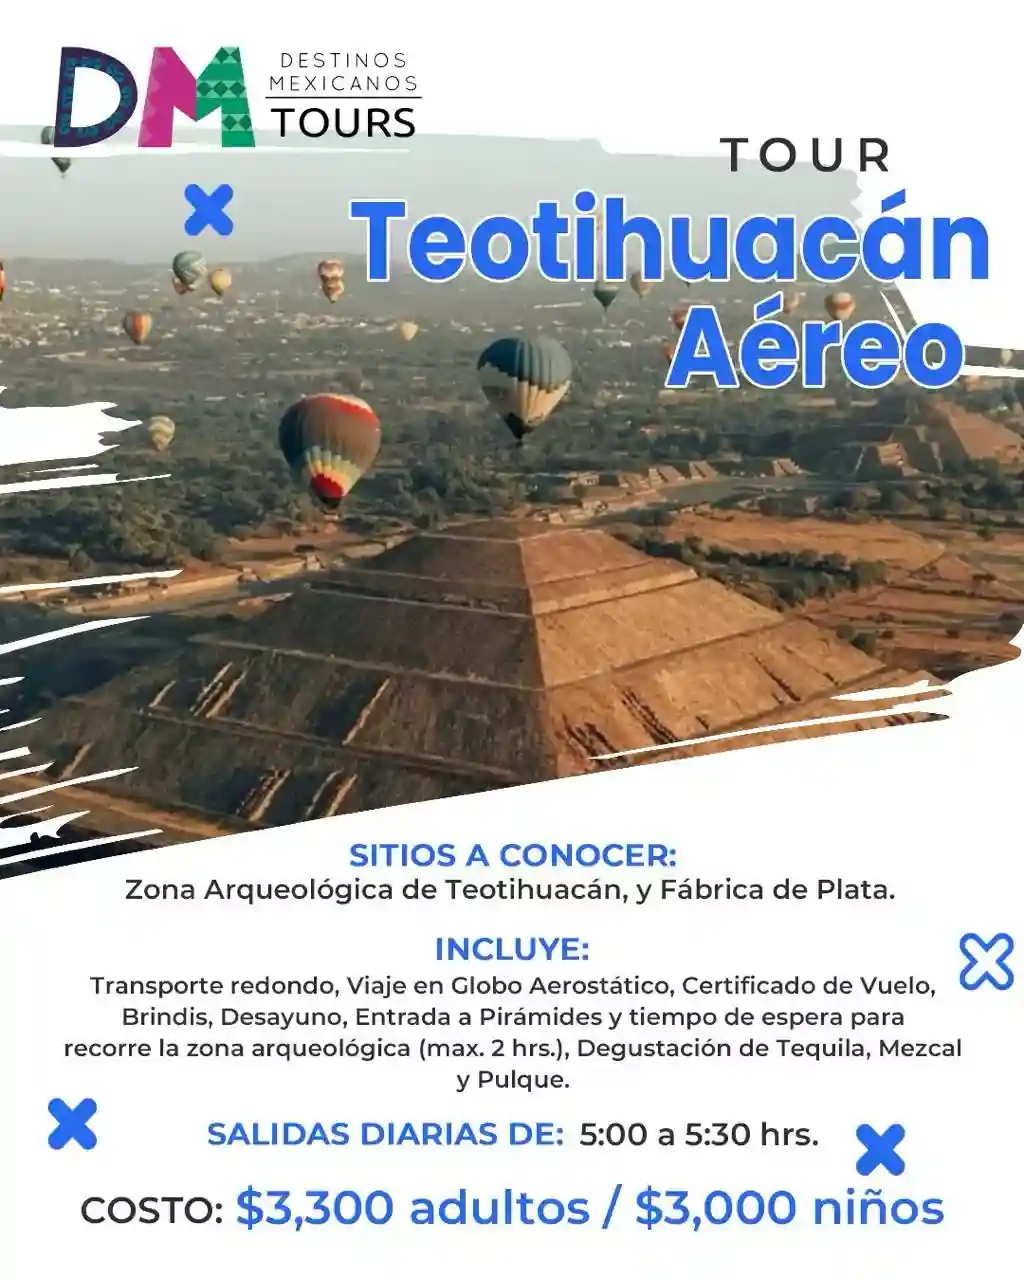 DM
DESTINOS
MEXICANOS
TOURS
TOUR
Teotihuacán
Aéreo
SITIOS A CONOCER:
Zona Arqueológica de Teotihuacán, y Fábrica de Plata.
INCLUYE:
Transporte redondo, Viaje en Globo Aerostático, Certificado de Vuelo,
Brindis, Desayuno, Entrada a Pirámides y tiempo de espera para
recorre la zona arqueológica (max. 2 hrs.), Degustación de Tequila, Mezcal
y Pulque.
SALIDAS DIARIAS DE: 5:00 a 5:30 hrs.
COSTO: $3,300 adultos / $3,000 niños